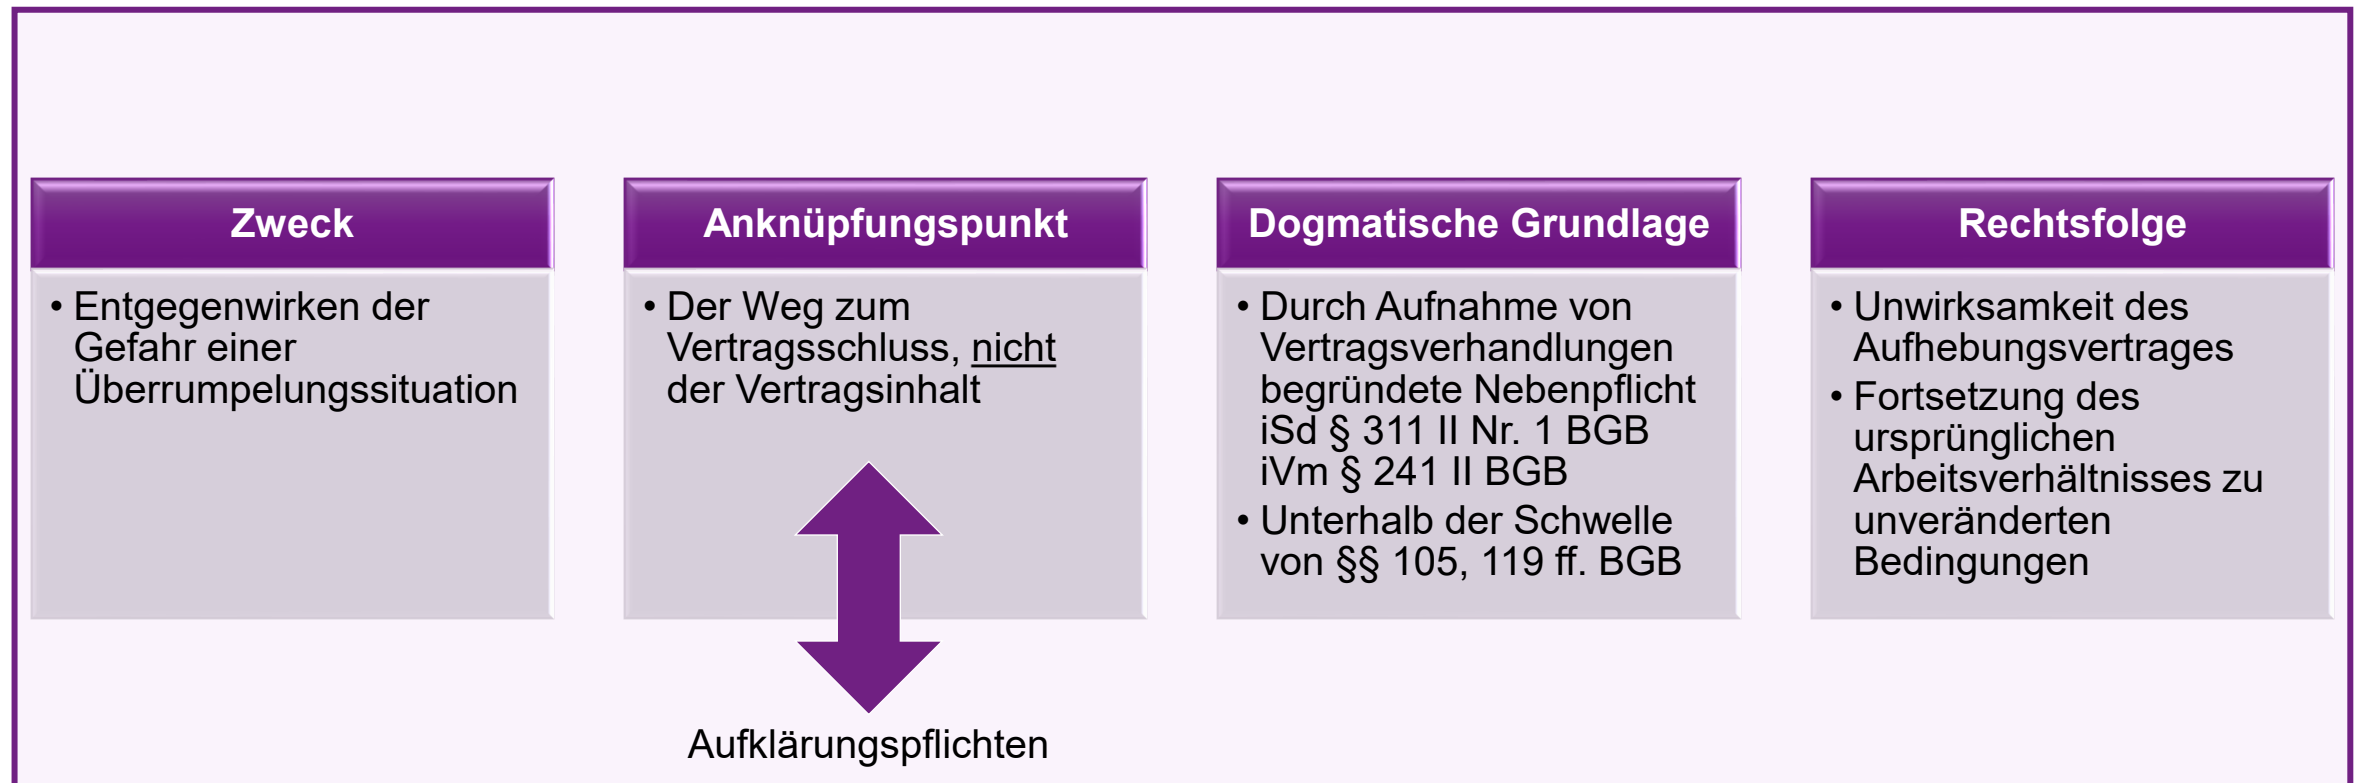 Zweck
• Entgegenwirken der
Gefahr einer
Überrumpelungssituation
Anknüpfungspunkt
• Der Weg zum
Vertragsschluss, nicht
der Vertragsinhalt
Aufklärungspflichten
Dogmatische Grundlage
• Durch Aufnahme von
Vertragsverhandlungen
begründete Nebenpflicht
iSd § 311 II Nr. 1 BGB
iVm § 241 II BGB
• Unterhalb der Schwelle
von §§ 105, 119 ff. BGB
Rechtsfolge
• Unwirksamkeit des
Aufhebungsvertrages
• Fortsetzung des
ursprünglichen
Arbeitsverhältnisses zu
unveränderten
Bedingungen